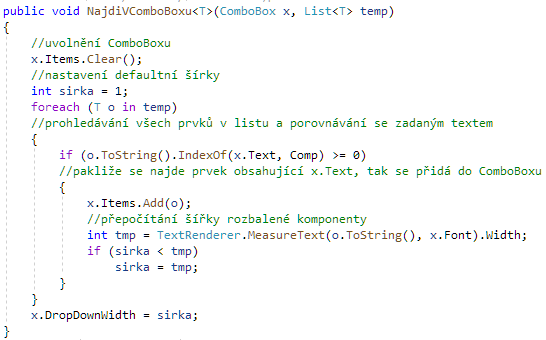 public void NajdiVComboBoxu<T>(ComboBox x, List<T> temp)
{
//uvolnění ComboBoxu
x.Items.Clear();
//nastavení defaultní šírky
int sirka = 1;
foreach (T o in temp)
//prohledávání všech prvků v listu a porovnávání se zadaným textem
{
if (o.ToString().IndexOf(x.Text, Comp) >= 0)
//pakliže se najde prvek obsahující x.Text, tak se přidá do ComboBoxu
{
x.Items.Add(o);
//přepočítání šířky rozbalené komponenty
int tmp = TextRenderer.MeasureText(o.ToString(), x.Font).Width;
if (sirka < tmp)
sirka = tmp;
}
}
x.DropDownWidth = sirka;
}